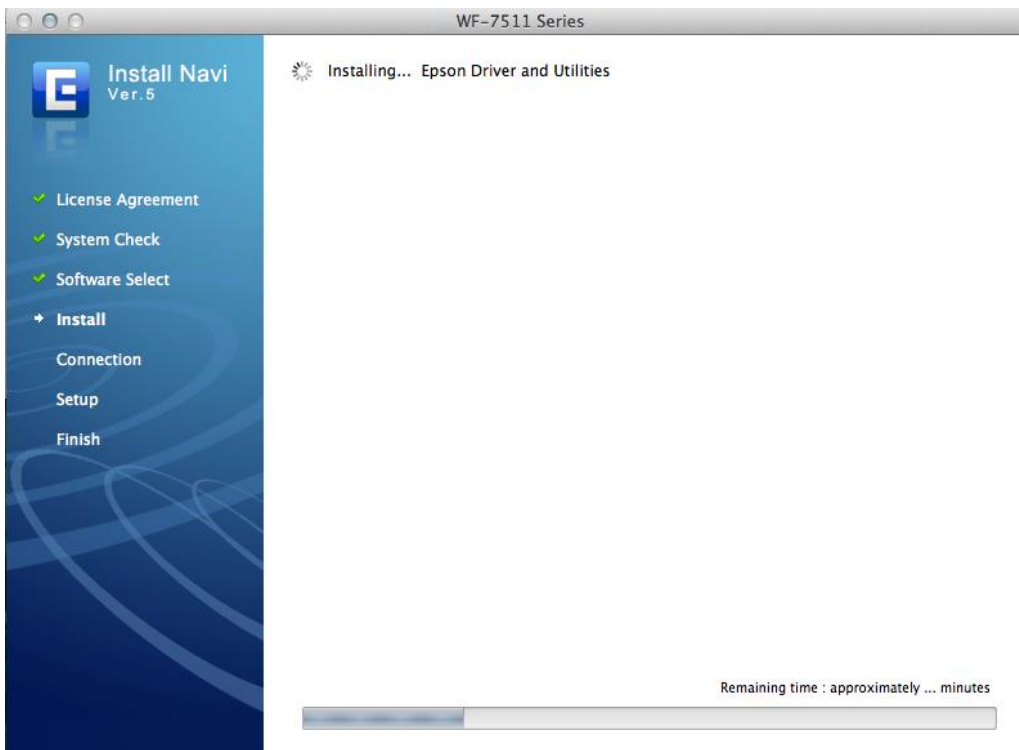 WF-7511 Series
Install Navi
Ver.5
License Agreement
System Check
Software Select
Install
Connection
Setup
Finish
Installing... Epson Driver and Utilities
Remaining time : approximately ... minutes